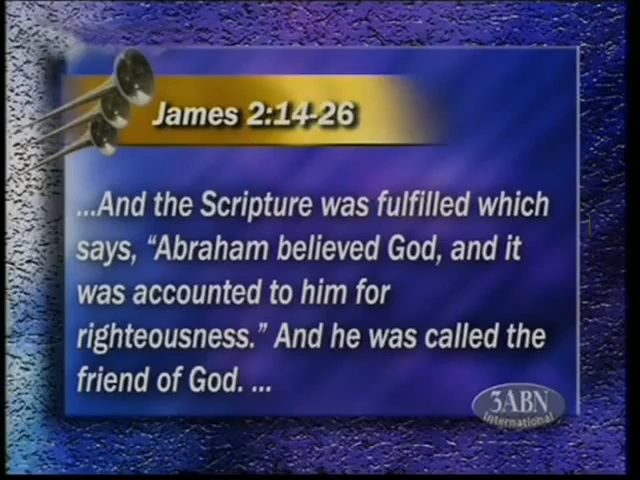 James 2:14-26
...And the Scripture was fulfilled which
says, “Abraham believed God, and it
was accounted to him for
righteousness.” And he was called the
friend of God. ...
3ABN
International